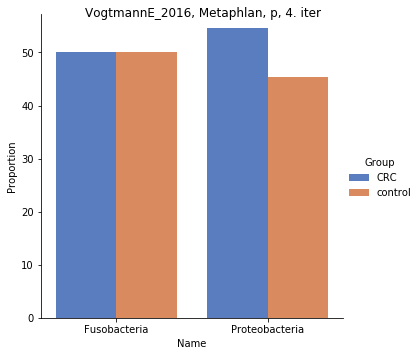 VogtmannE_2016, Metaphlan, p, 4. iter
50
40
30
20
10
0
Proportion
Fusobacteria
Proteobacteria
Name
Group
CRC
control